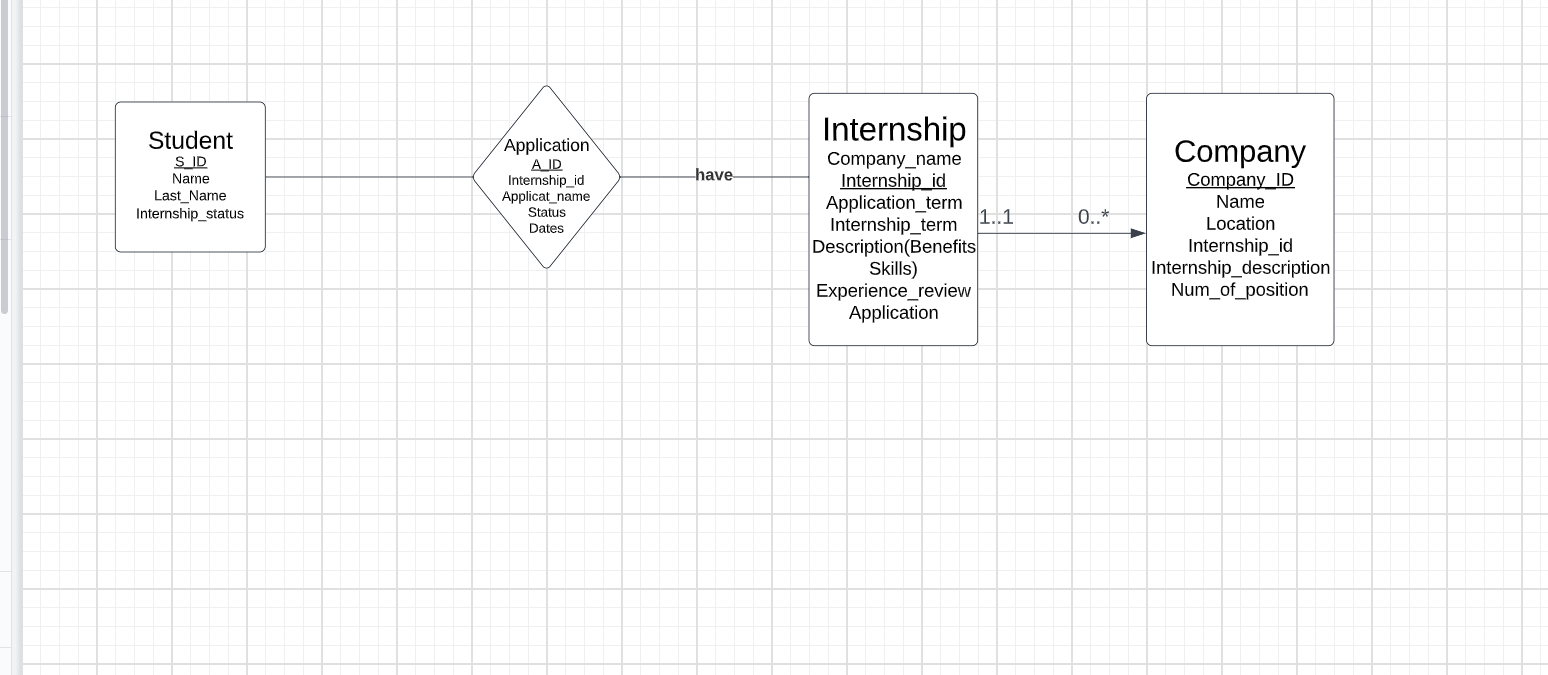 Student
S_ID
Name
Last_Name
Internship_status
Application
A_ID
Internship_id
Applicat_name
Status
Dates
have
Internship
Company_name
Internship_id
Application_term
Internship_term
Description(Benefits
Skills)
Experience_review
Application
1..1
0..*
Company
Company_ID
Name
Location
Internship_id
Internship_description
Num_of_position